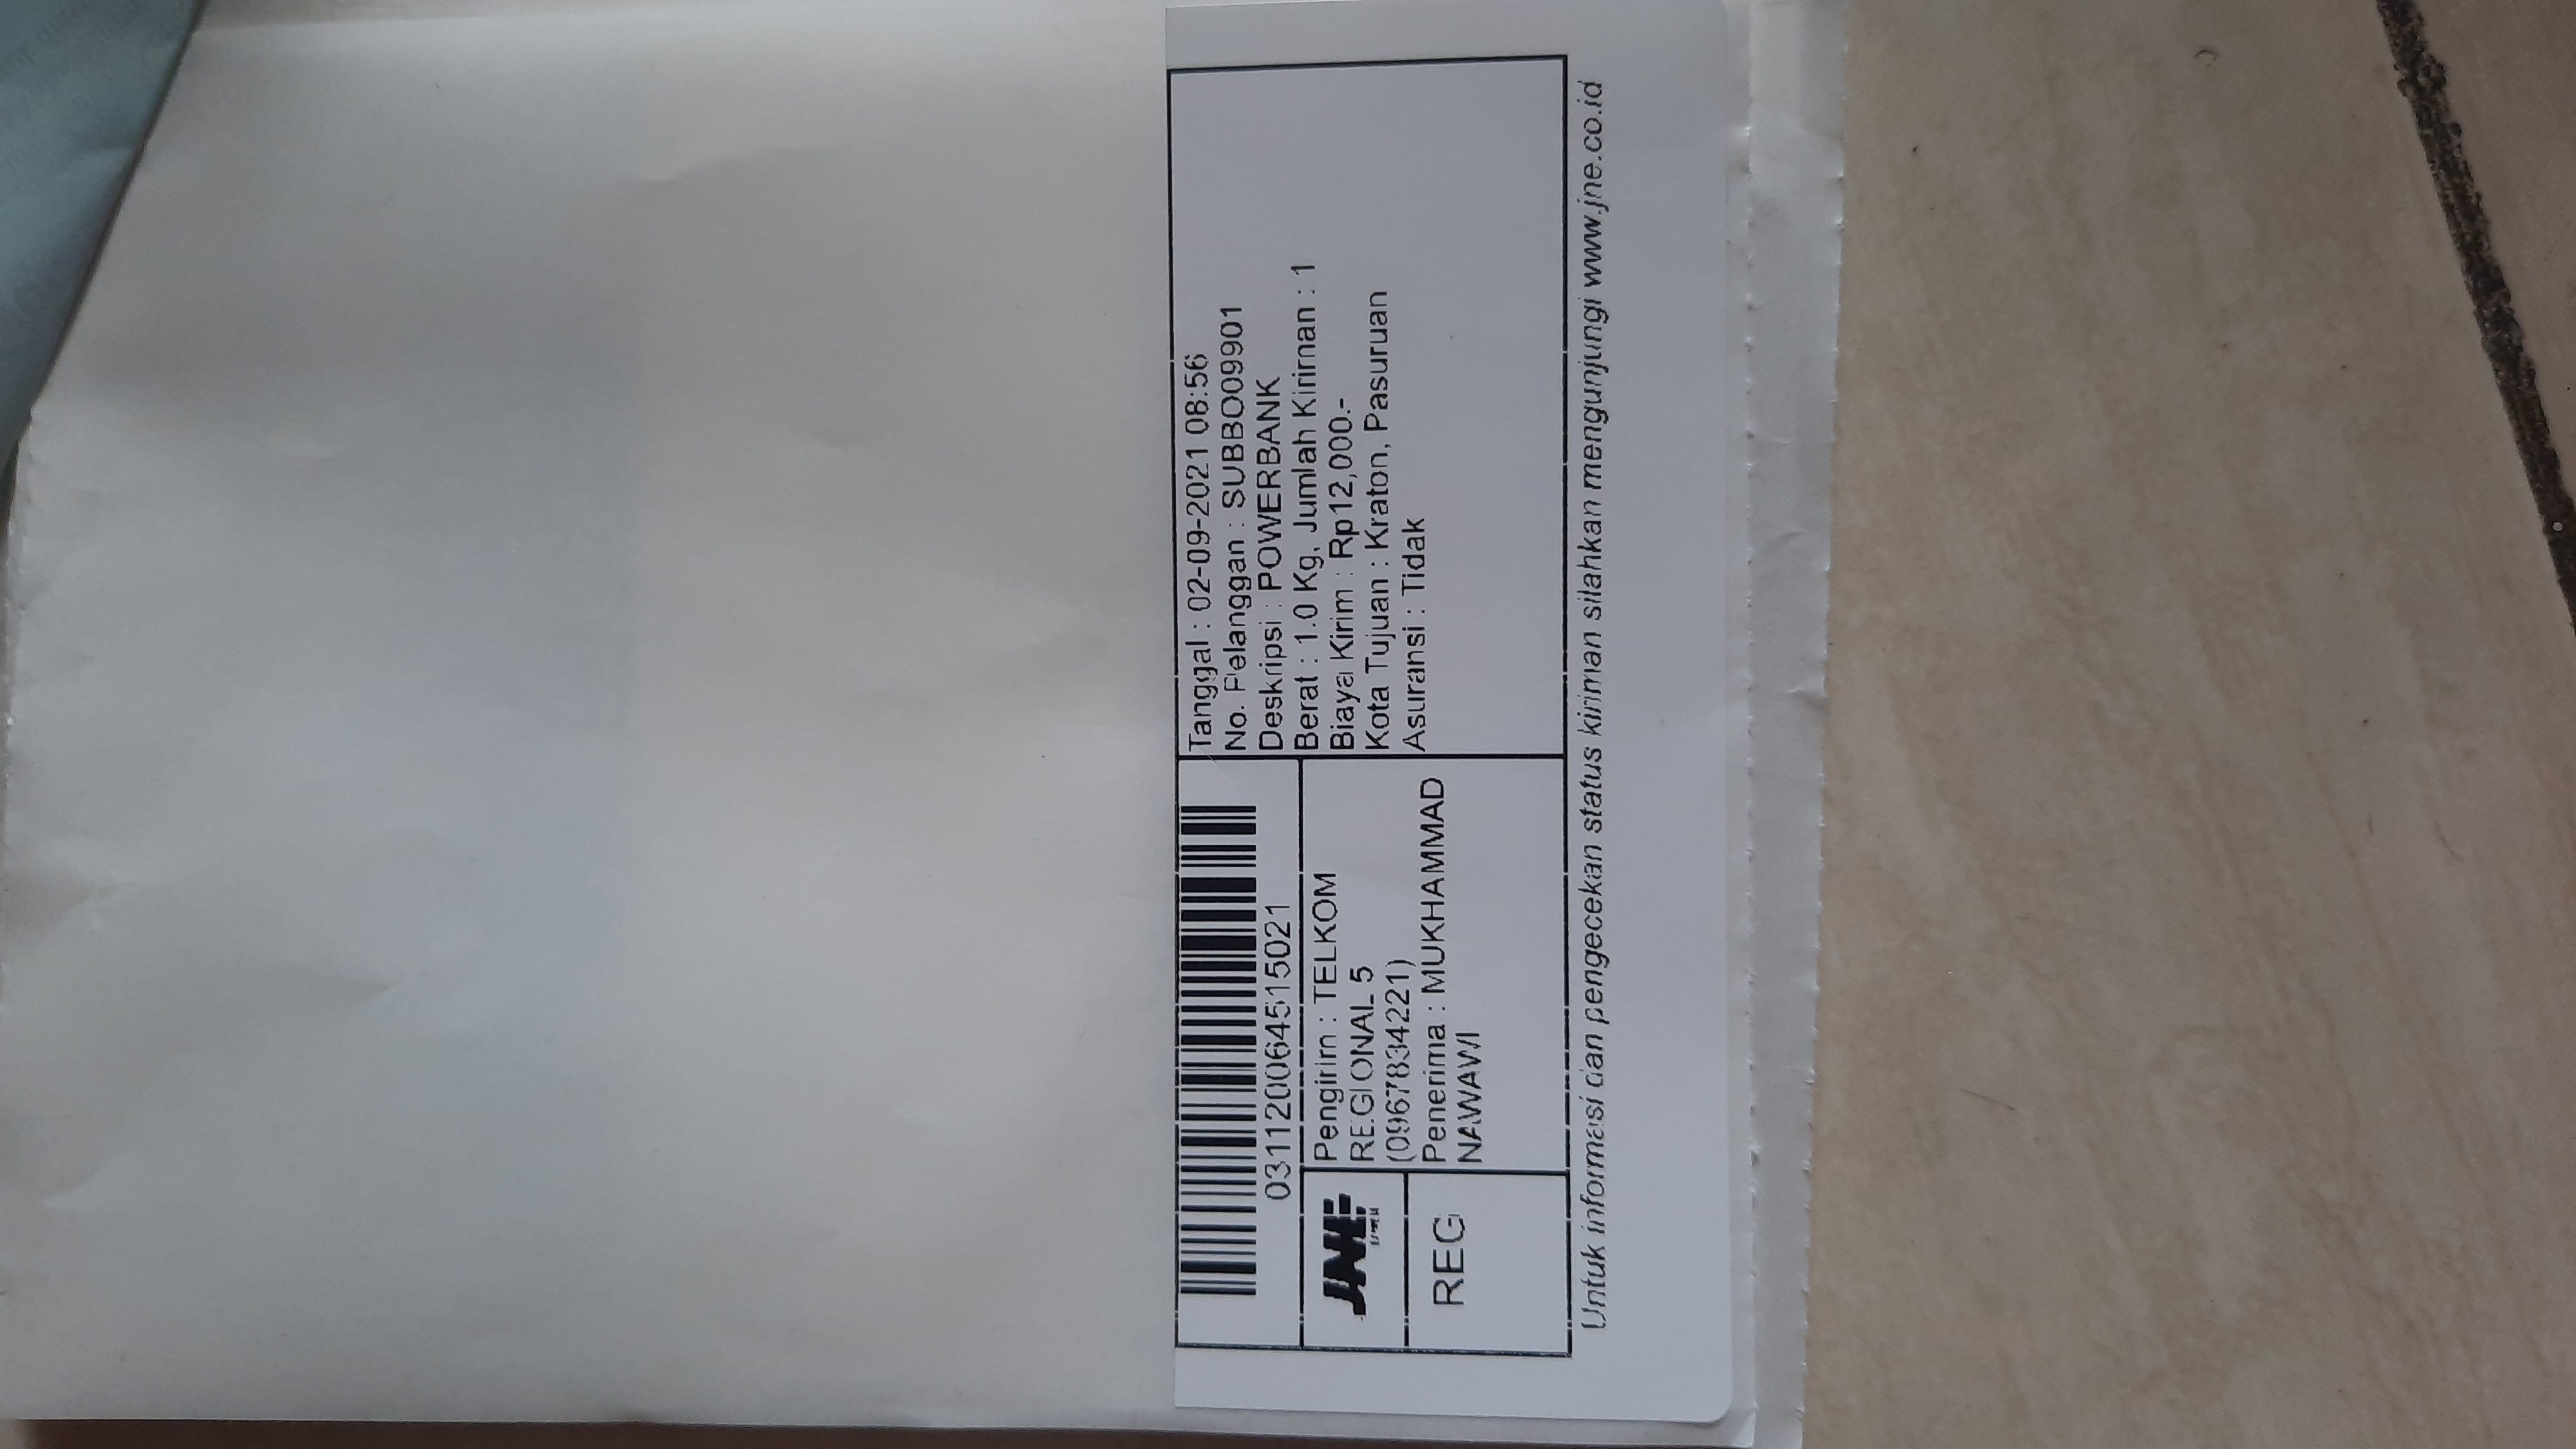 031120064515021
JNE
EXPRESS
REG
Pengirim : TELKOM
REGIONAL 5
(0967834221)
Penerima : MUKHAMMAD
NAWAWI
Tanggal : 02-09-2021 08:56
No. Pelanggan : SUBBO09901
Deskripsi : POWERBANK
Berat : 1.0 Kg, Jumlah Kiriman : 1
Biaya Kirim : Rp12,000.-
Kota Tujuan : Kraton, Pasuruan
Asuransi : Tidak
Untuk informasi dan pengecekan status kiriman silahkan mengunjungi www.jne.co.id